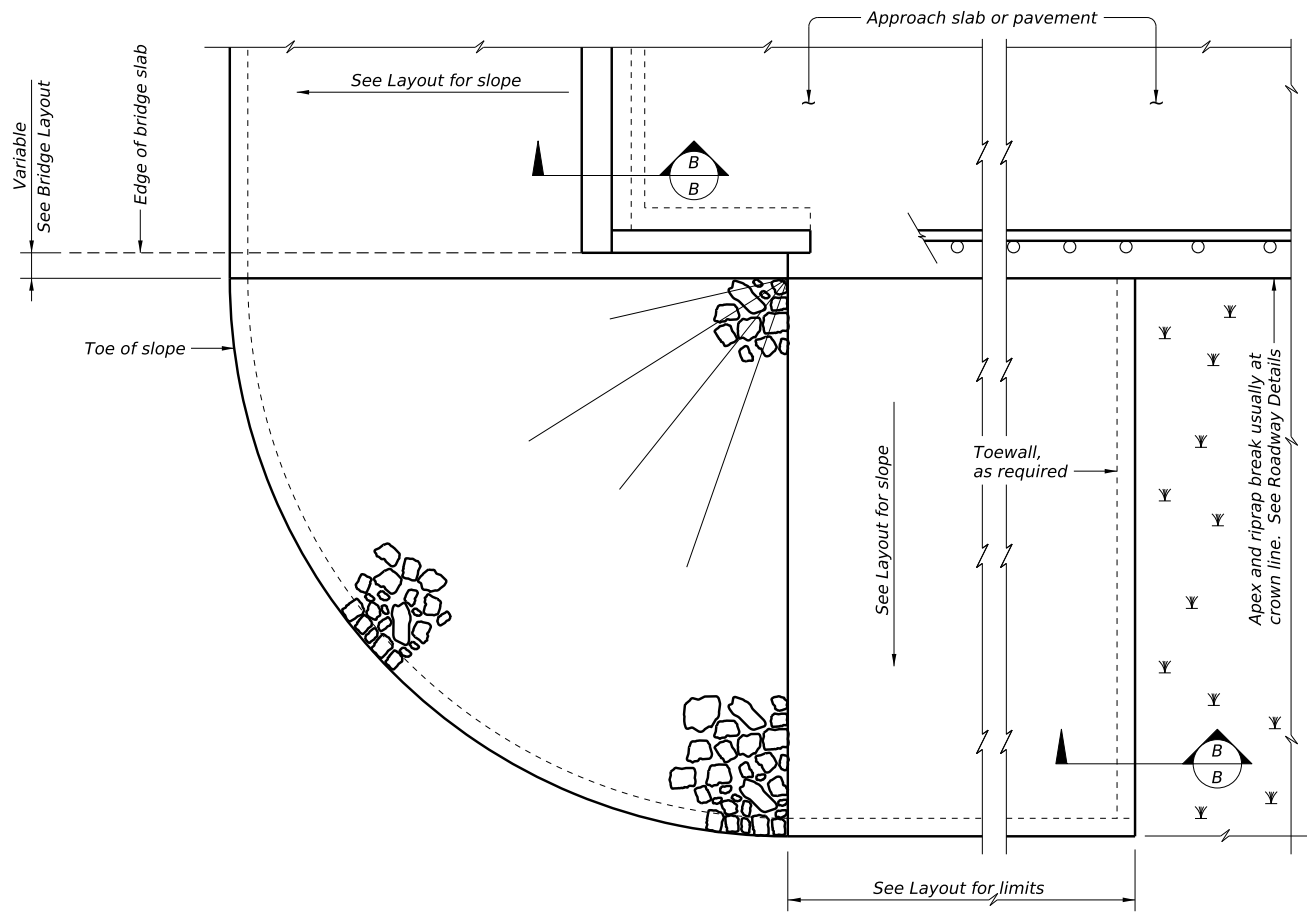 Approach slab or pavement
See Layout for slope
Edge of bridge slab
Variable
See Bridge Layout
B
B
Toe of slope
See Layout for slope
Toewall,
as required
Apex and riprap break usually at
crown line. See Roadway Details
B
B
See Layout for limits